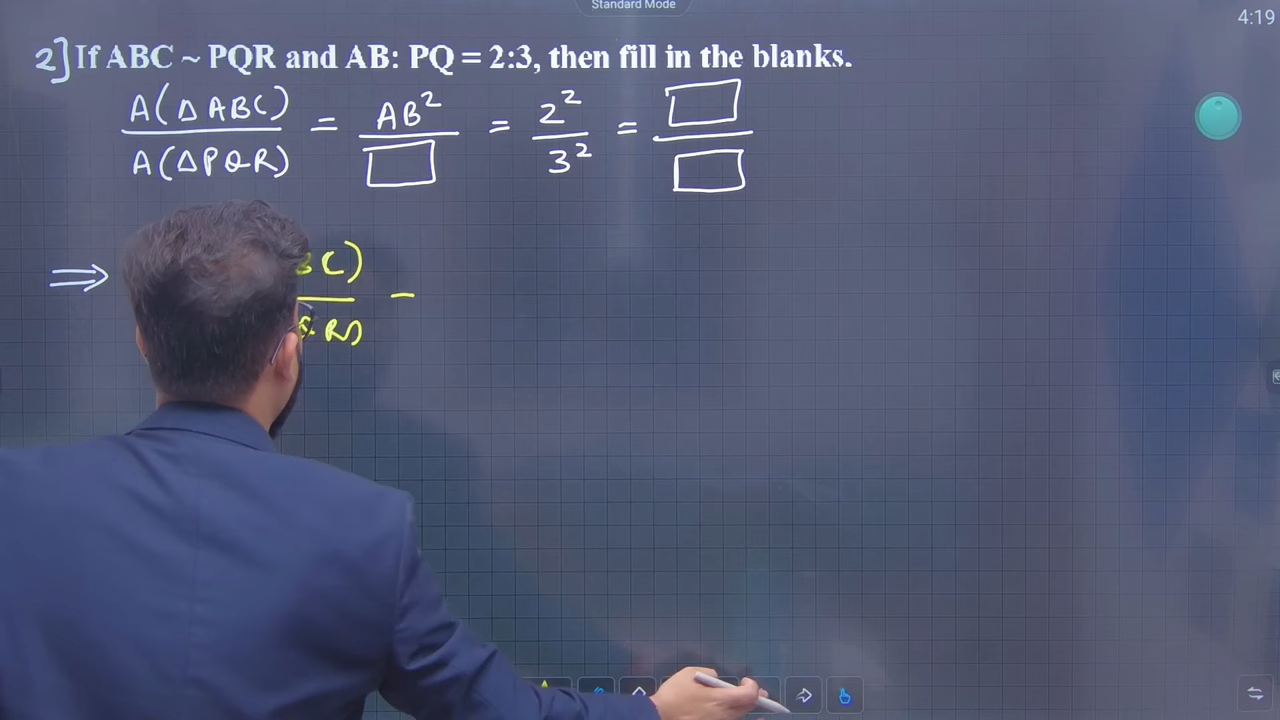 Standard Mode
4:19
2] If ABC ~ PQR and AB: PQ = 2:3, then fill in the blanks.
A(△ABC) / A(△PQR) = AB² / □ = 2² / 3² = □ / □
⇒ C) / R) -